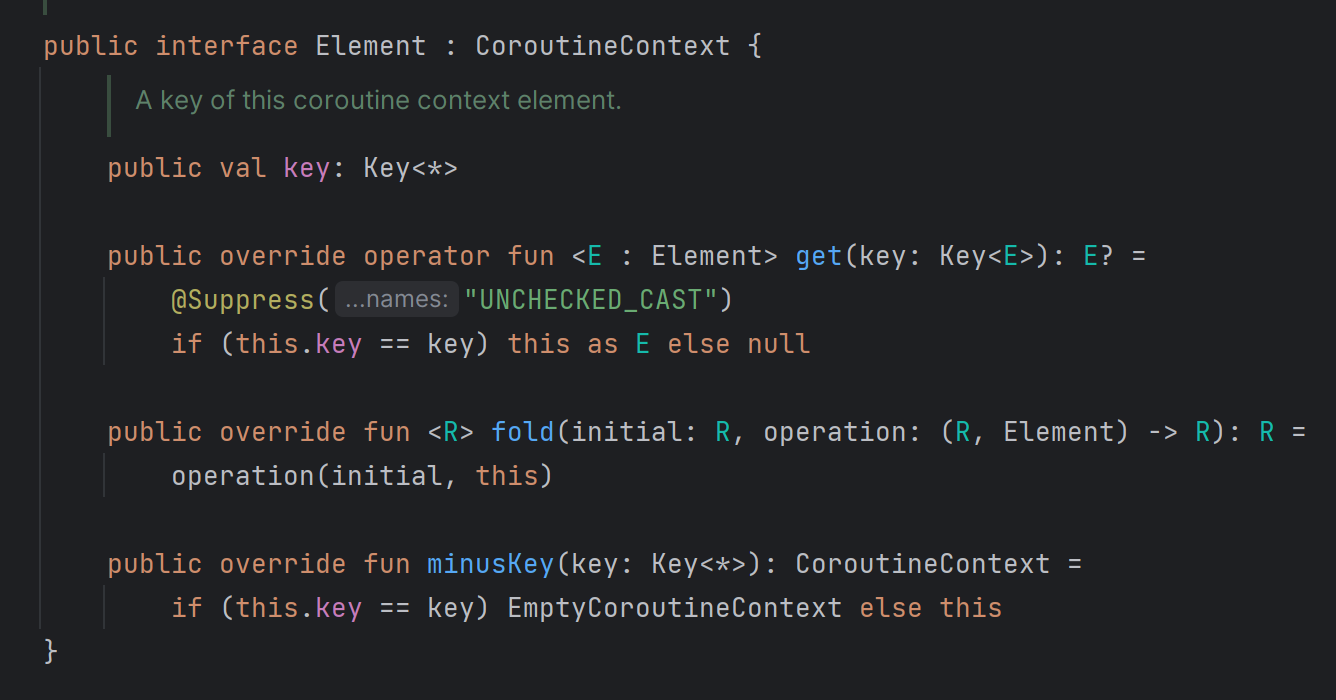 public interface Element : CoroutineContext {
A key of this coroutine context element.
public val key: Key<*>
public override operator fun <E : Element> get(key: Key<E>): E? =
@Suppress( ...names: "UNCHECKED_CAST")
if (this.key == key) this as E else null
public override fun <R> fold(initial: R, operation: (R, Element) -> R): R =
operation(initial, this)
public override fun minusKey(key: Key<*>): CoroutineContext =
if (this.key == key) EmptyCoroutineContext else this
}